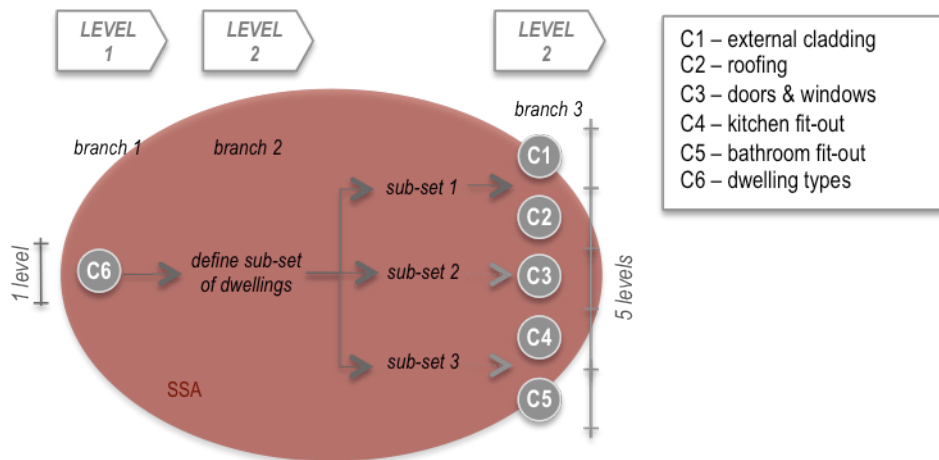 LEVEL
1
LEVEL
2
LEVEL
2
branch 1
branch 2
branch 3
C1
C2
C3
C4
C5
C6
define sub-set
of dwellings
sub-set 1
sub-set 2
sub-set 3
1 level
5 levels
SSA
C1 – external cladding
C2 – roofing
C3 – doors & windows
C4 – kitchen fit-out
C5 – bathroom fit-out
C6 – dwelling types